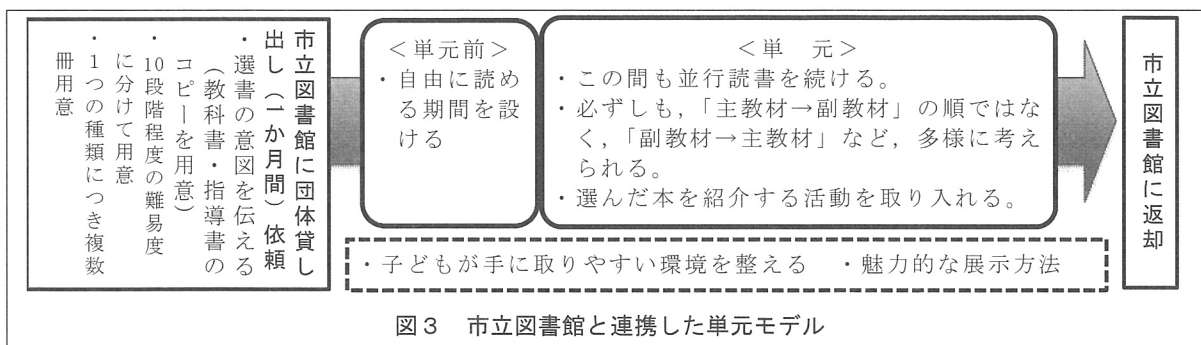 市立図書館に団体貸し
出し(1か月間)依頼
・選書の意図を伝える
(教科書・指導書の
コピーを用意)
・10段階程度の難易度
に分けて用意
・1つの種類につき複数
冊用意
<単元前>
・自由に読め
る期間を設
ける
<単 元>
・この間も並行読書を続ける。
・必ずしも,「主教材→副教材」の順ではな
く,「副教材→主教材」など,多様に考え
られる。
・選んだ本を紹介する活動を取り入れる。
・子どもが手に取りやすい環境を整える ・魅力的な展示方法
市立図書館に返却
図3 市立図書館と連携した単元モデル